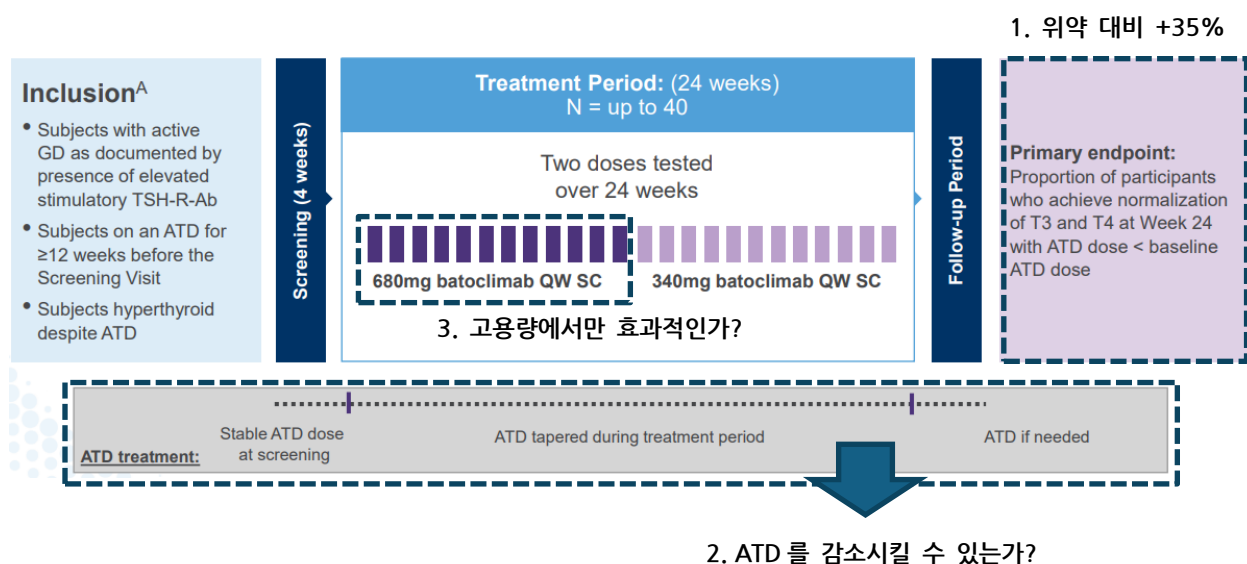 1. 위약 대비 +35%
Inclusionᴬ
• Subjects with active
GD as documented by
presence of elevated
stimulatory TSH-R-Ab
• Subjects on an ATD for
≥12 weeks before the
Screening Visit
• Subjects hyperthyroid
despite ATD
Screening (4 weeks)
Treatment Period: (24 weeks)
N = up to 40
Two doses tested
over 24 weeks
680mg batoclimab QW SC
340mg batoclimab QW SC
3. 고용량에서만 효과적인가?
Follow-up Period
Primary endpoint:
Proportion of participants
who achieve normalization
of T3 and T4 at Week 24
with ATD dose < baseline
ATD dose
ATD treatment:
Stable ATD dose
at screening
ATD tapered during treatment period
ATD if needed
2. ATD를 감소시킬 수 있는가?